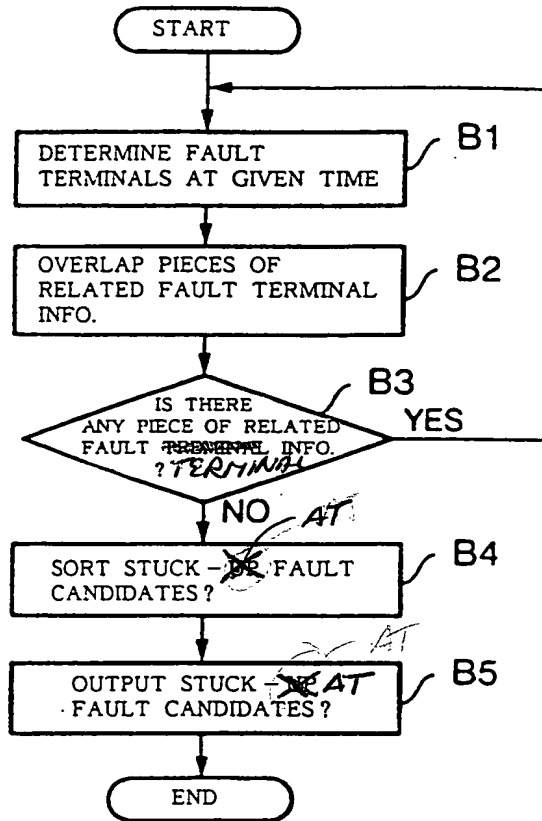 START
DETERMINE FAULT
TERMINALS AT GIVEN TIME
B1
OVERLAP PIECES OF
RELATED FAULT TERMINAL
INFO.
B2
IS THERE
ANY PIECE OF RELATED
FAULT INFO.
? TERMINAL
B3
YES
NO
AT
SORT STUCK - FAULT
CANDIDATES ?
B4
AT
OUTPUT STUCK - AT
FAULT CANDIDATES ?
B5
END